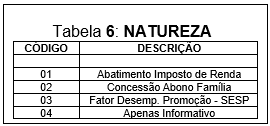 Tabela 6: NATUREZA
CÓDIGO DESCRIÇÃO
01 Abatimento Imposto de Renda
02 Concessão Abono Família
03 Fator Desemp. Promoção - SESP
04 Apenas Informativo